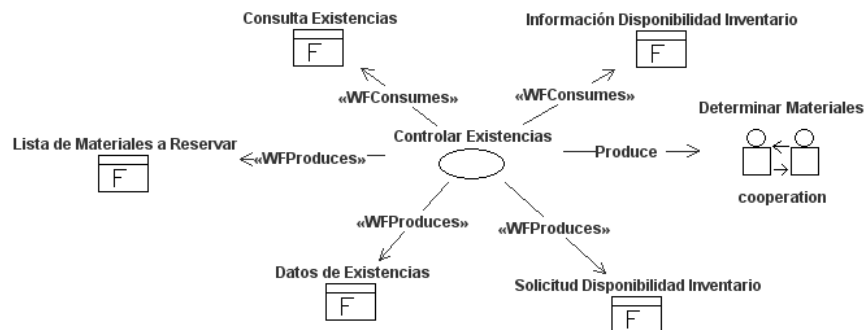 Consulta Existencias
F
Información Disponibilidad Inventario
F
«WFConsumes»
«WFConsumes»
Determinar Materiales
Lista de Materiales a Reservar
F
«WFProduces»
Controlar Existencias
Produce
cooperation
«WFProduces»
«WFProduces»
Datos de Existencias
F
Solicitud Disponibilidad Inventario
F